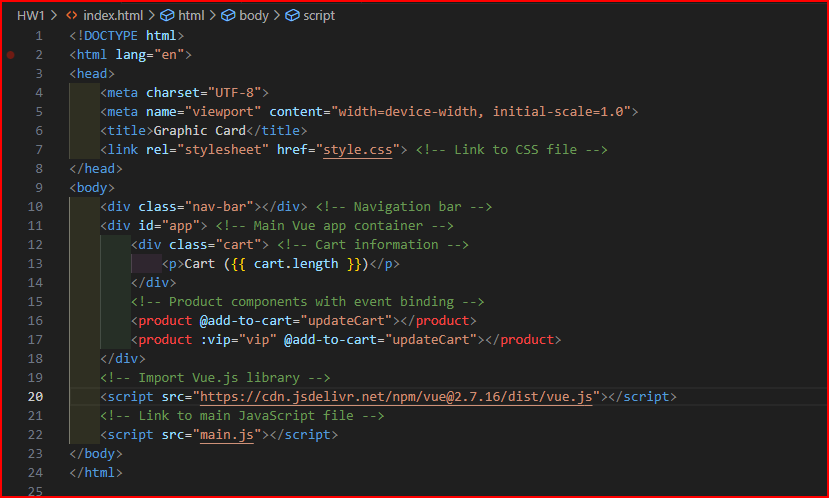 HW1 > <> index.html > html > body > script
1 <!DOCTYPE html>
2 <html lang="en">
3 <head>
4     <meta charset="UTF-8">
5     <meta name="viewport" content="width=device-width, initial-scale=1.0">
6     <title>Graphic Card</title>
7     <link rel="stylesheet" href="style.css"> <!-- Link to CSS file -->
8 </head>
9 <body>
10     <div class="nav-bar"></div> <!-- Navigation bar -->
11     <div id="app"> <!-- Main Vue app container -->
12         <div class="cart"> <!-- Cart information -->
13             <p>Cart ({{ cart.length }})</p>
14         </div>
15         <!-- Product components with event binding -->
16         <product @add-to-cart="updateCart"></product>
17         <product :vip="vip" @add-to-cart="updateCart"></product>
18     </div>
19     <!-- Import Vue.js library -->
20     <script src="https://cdn.jsdelivr.net/npm/vue@2.7.16/dist/vue.js"></script>
21     <!-- Link to main JavaScript file -->
22     <script src="main.js"></script>
23 </body>
24 </html>
25